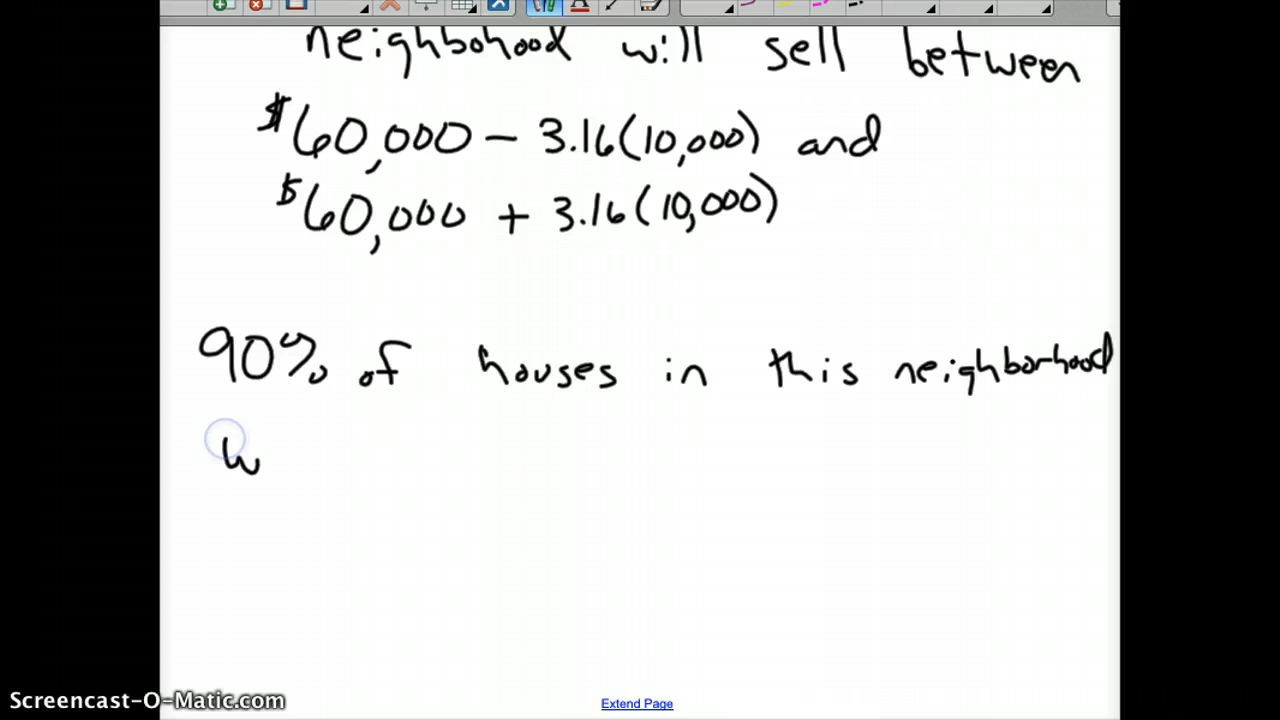 neighbohood will sell between
$60,000 - 3.16(10,000) and
$60,000 + 3.16(10,000)
90% of houses in this neighborhood
w
Screencast-O-Matic.com
Extend Page